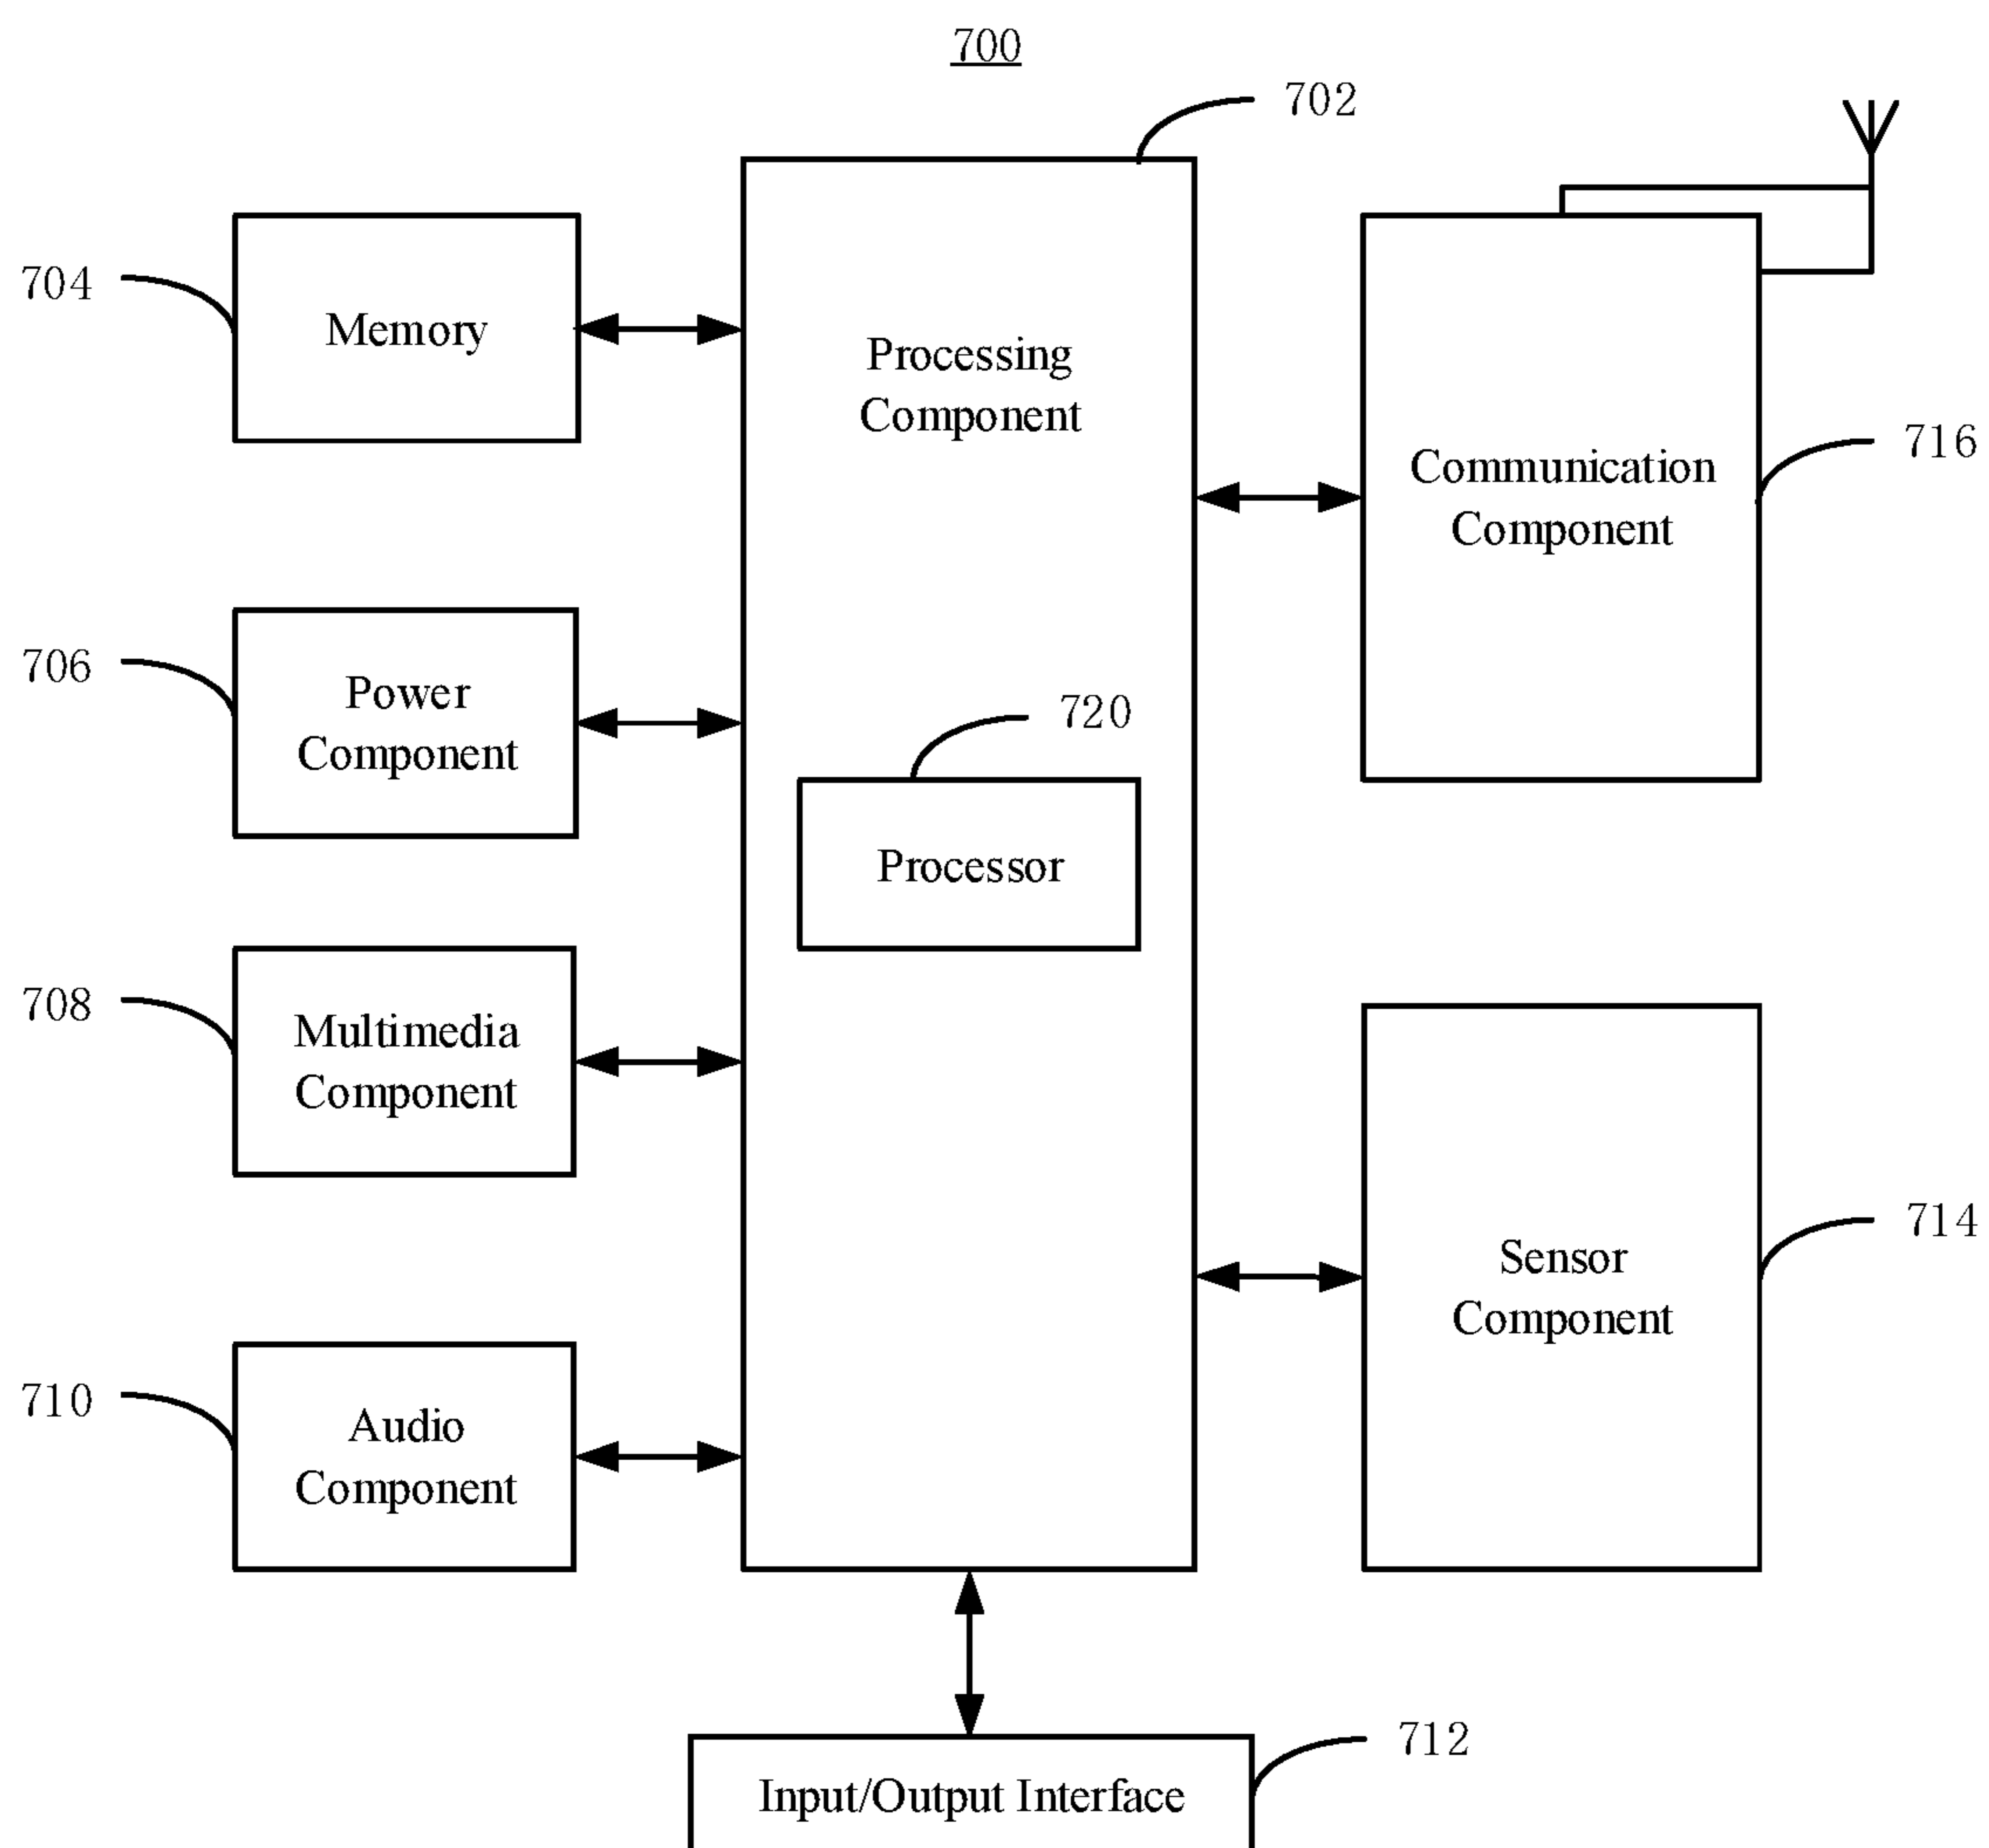 700
702
704
Memory
Processing
Component
Communication
Component
716
706
Power
Component
720
Processor
708
Multimedia
Component
714
Sensor
Component
710
Audio
Component
712
Input/Output Interface